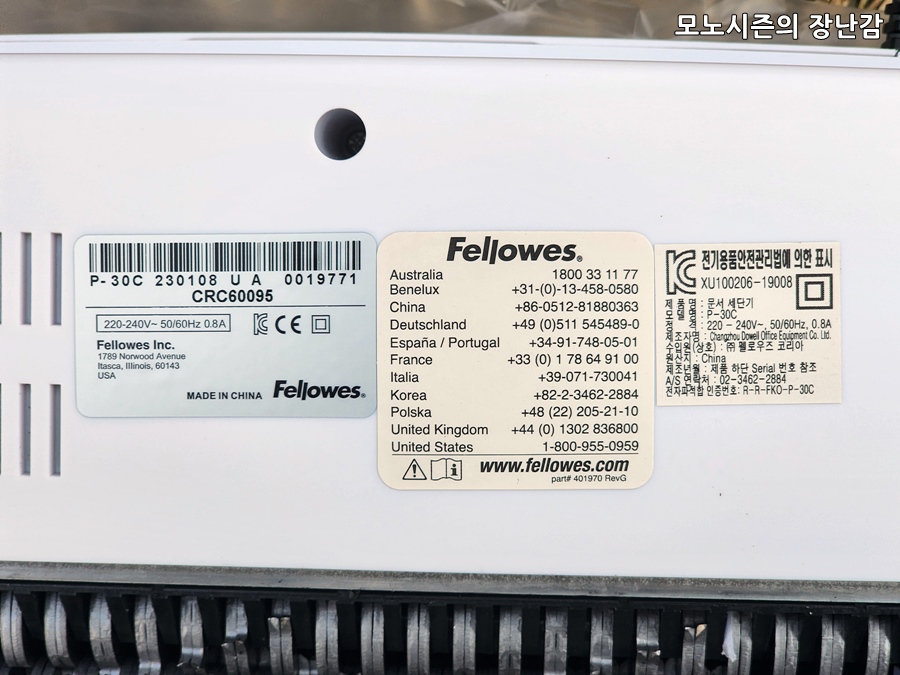 모노시즌의 장난감
P-30C 230108 U A 0019771
CRC60095
220-240V~ 50/60Hz 0.8A
CE
Fellowes Inc.
1789 Norwood Avenue
Itasca, Illinois, 60143
USA
MADE IN CHINA Fellowes®
Fellowes®
Australia 1800 33 11 77
Benelux +31-(0)-13-458-0580
China +86-0512-81880363
Deutschland +49 (0)511 545489-0
España / Portugal +34-91-748-05-01
France +33 (0) 1 78 64 91 00
Italia +39-071-730041
Korea +82-2-3462-2884
Polska +48 (22) 205-21-10
United Kingdom +44 (0) 1302 836800
United States 1-800-955-0959
www.fellowes.com
part# 401970 RevG
전기용품안전관리법에 의한 표시
XU100206-19008
제 품 명 : 문서 세단기
모델 명 : P-30C
정 격 : 220 - 240V~, 50/60Hz, 0.8A
제조자명 : Changzhou Dowell Office Equipment Co. Ltd.
수입원(상호) : ㈜ 펠로우즈 코리아
원산지 : China
제조년월 : 제품 하단 Serial 번호 참조
A/S 연락처 : 02-3462-2884
전자파적합 인증번호: R-R-FKO-P-30C